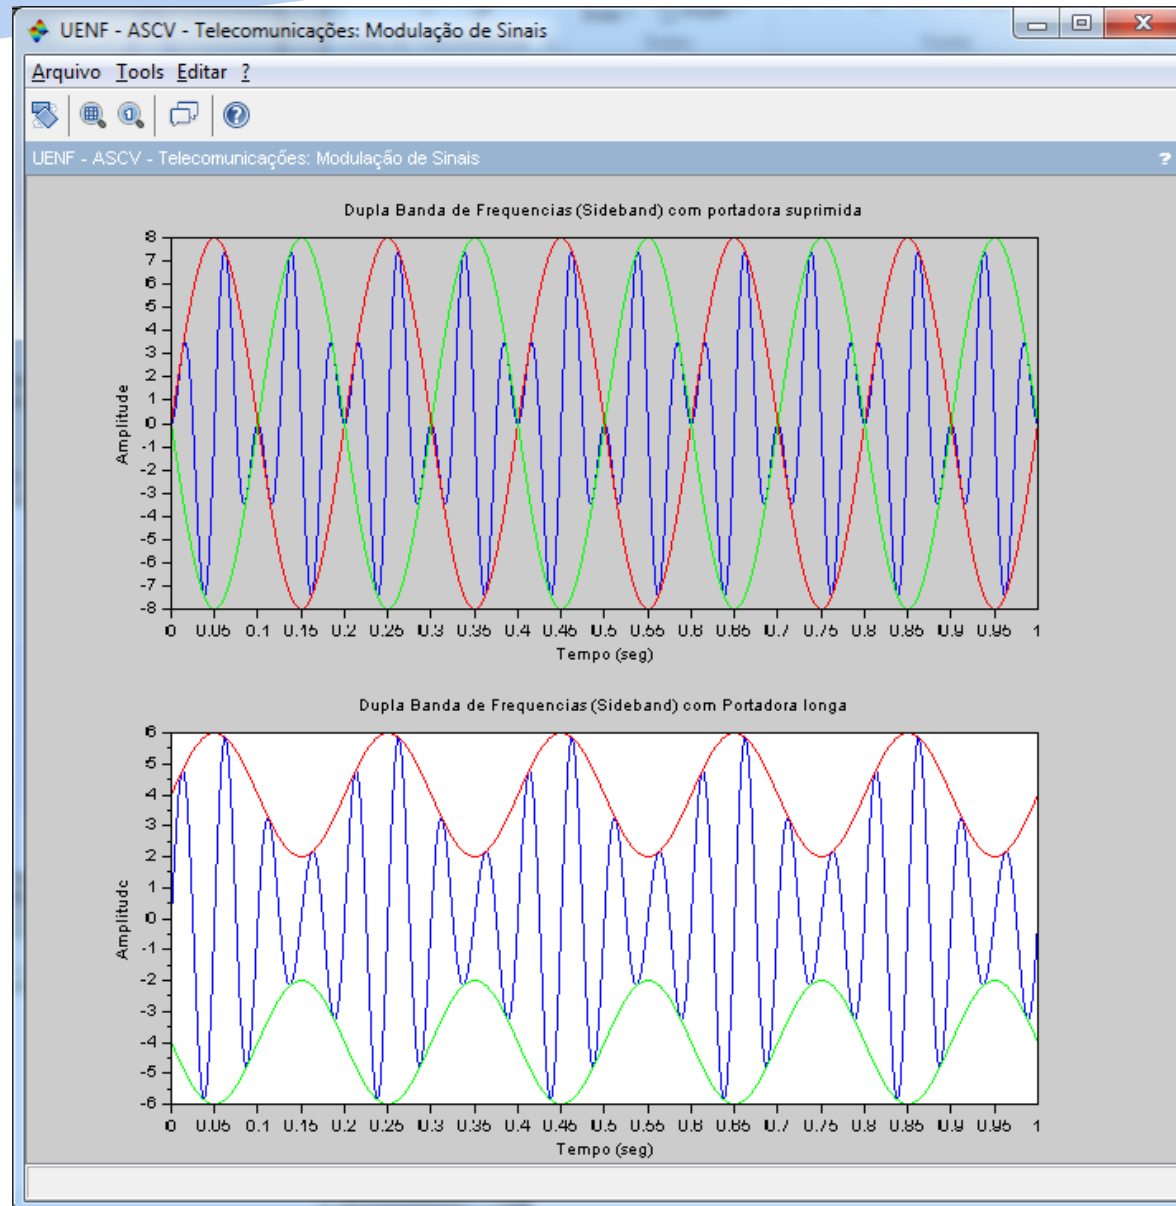 UENF - ASCV - Telecomunicações: Modulação de Sinais
Arquivo Tools Editar ?
UENF - ASCV - Telecomunicações: Modulação de Sinais ?
Dupla Banda de Frequencias (Sideband) com portadora suprimida
8
7
6
5
4
3
2
1
0
-1
-2
-3
-4
-5
-6
-7
-8
Amplitude
0 0.05 0.1 0.15 0.2 0.25 0.3 0.35 0.4 0.45 0.5 0.55 0.6 0.65 0.7 0.75 0.8 0.85 0.9 0.95 1
Tempo (seg)
Dupla Banda de Frequencias (Sideband) com Portadora longa
6
5
4
3
2
1
0
-1
-2
-3
-4
-5
-6
Amplitude
0 0.05 0.1 0.15 0.2 0.25 0.3 0.35 0.4 0.45 0.5 0.55 0.6 0.65 0.7 0.75 0.8 0.85 0.9 0.95 1
Tempo (seg)